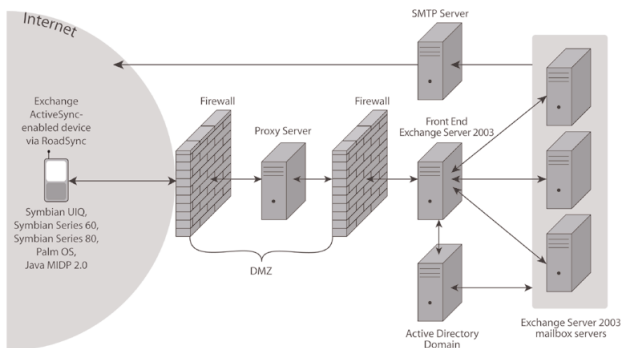 Internet
SMTP Server
Exchange
ActiveSync-
enabled device
via RoadSync
Symbian UIQ,
Symbian Series 60,
Symbian Series 80,
Palm OS,
Java MIDP 2.0
Firewall
Proxy Server
Firewall
DMZ
Front End
Exchange Server 2003
Active Directory
Domain
Exchange Server 2003
mailbox servers